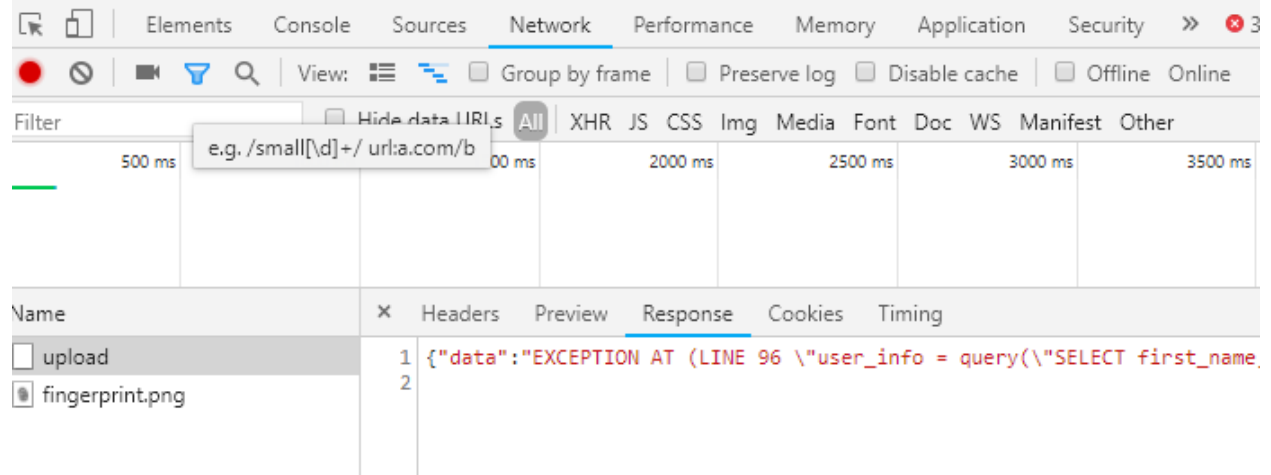 Elements Console Sources Network Performance Memory Application Security » 3
View: Group by frame Preserve log Disable cache Offline Online
Filter Hide data URLs All XHR JS CSS Img Media Font Doc WS Manifest Other
e.g. /small[\d]+/ url:a.com/b
500 ms 00 ms 2000 ms 2500 ms 3000 ms 3500 ms
Name × Headers Preview Response Cookies Timing
upload 1 {"data":"EXCEPTION AT (LINE 96 \"user_info = query(\"SELECT first_name_
fingerprint.png 2